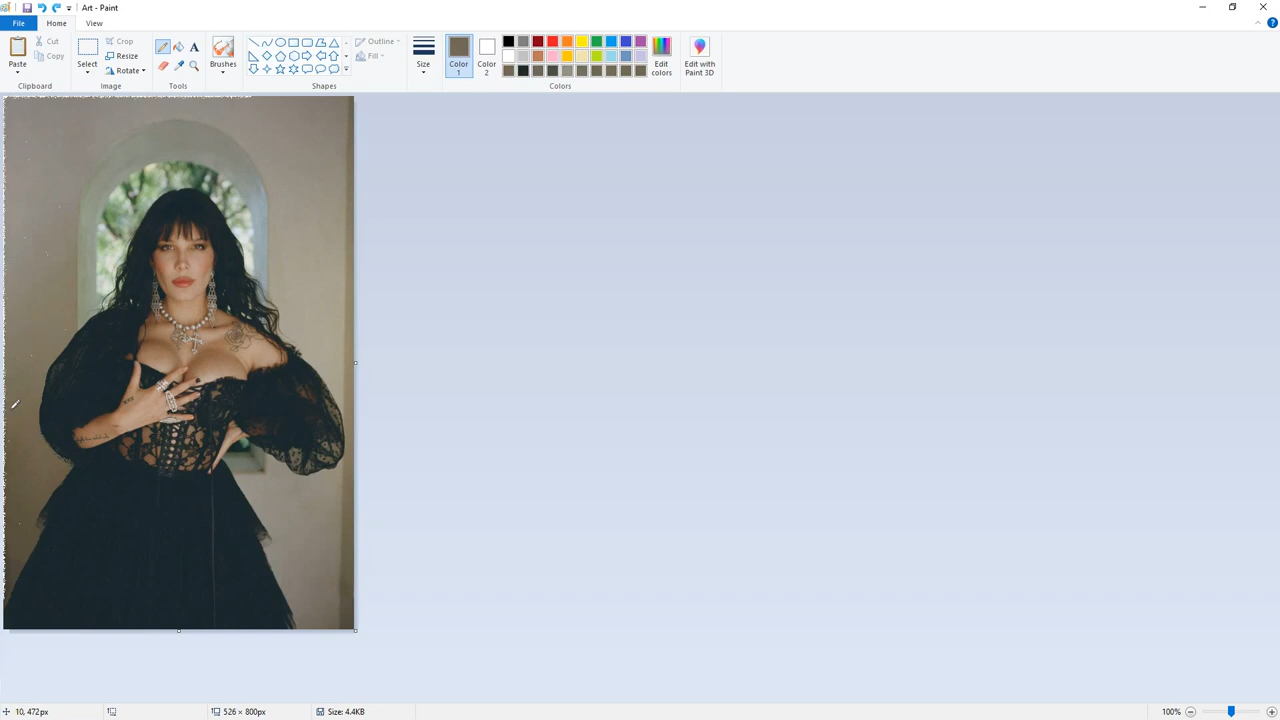 Art - Paint
File
Home
View
Paste
Cut
Copy
Clipboard
Select
Crop
Resize
Rotate
Image
Tools
Brushes
Shapes
Outline
Fill
Size
Color
1
Color
2
Edit
colors
Edit with
Paint 3D
Colors
10, 472px
526 × 800px
Size: 4.4KB
100%